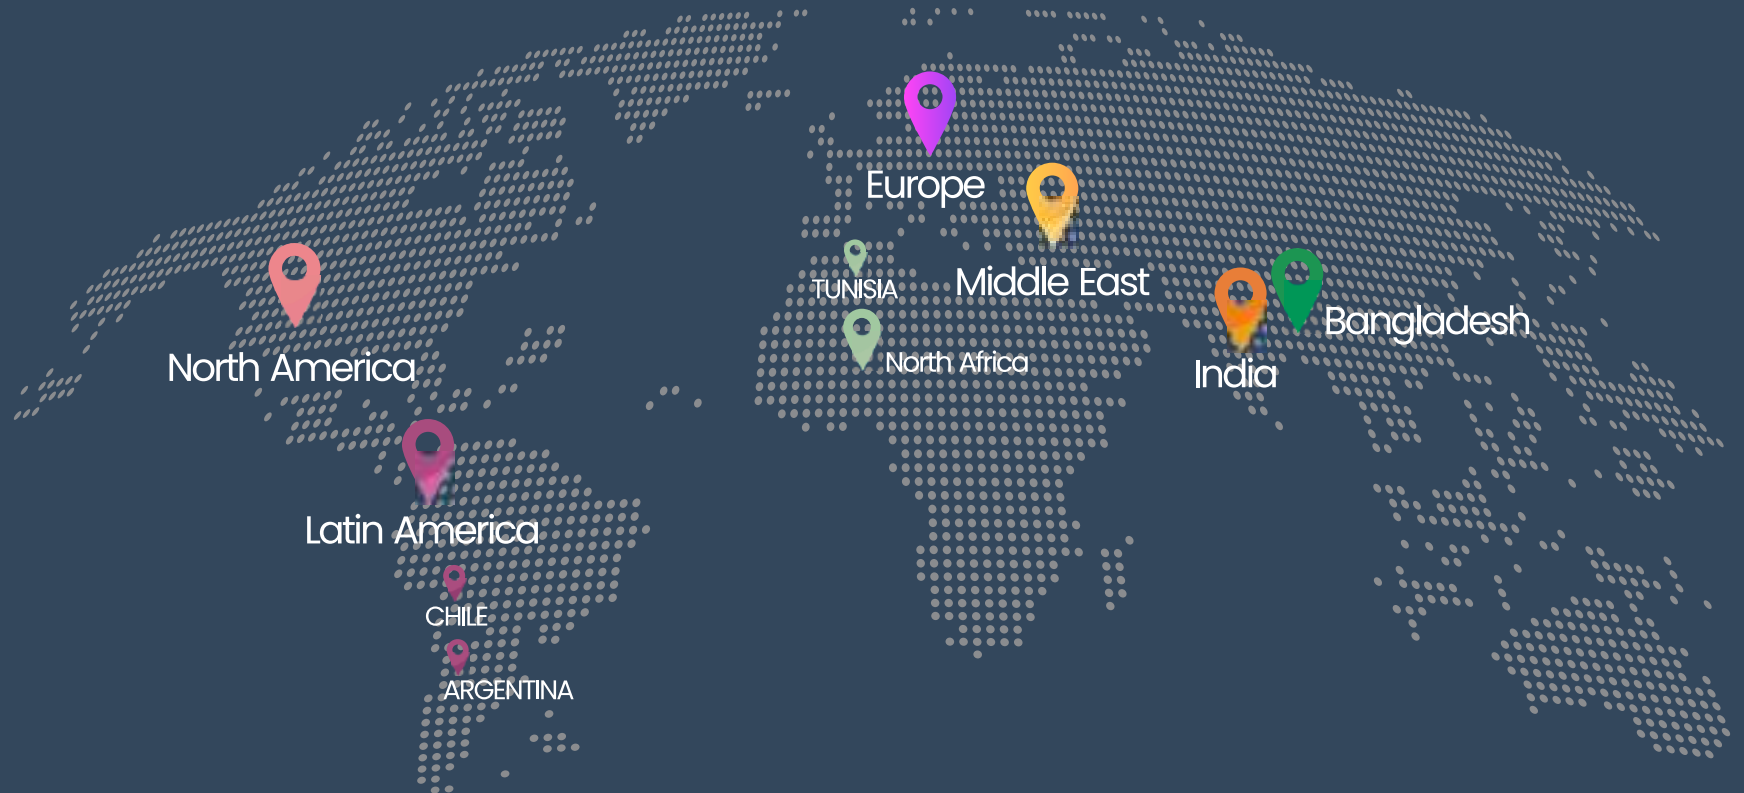 Europe
Middle East
TUNISIA
North Africa
Bangladesh
India
North America
Latin America
CHILE
ARGENTINA